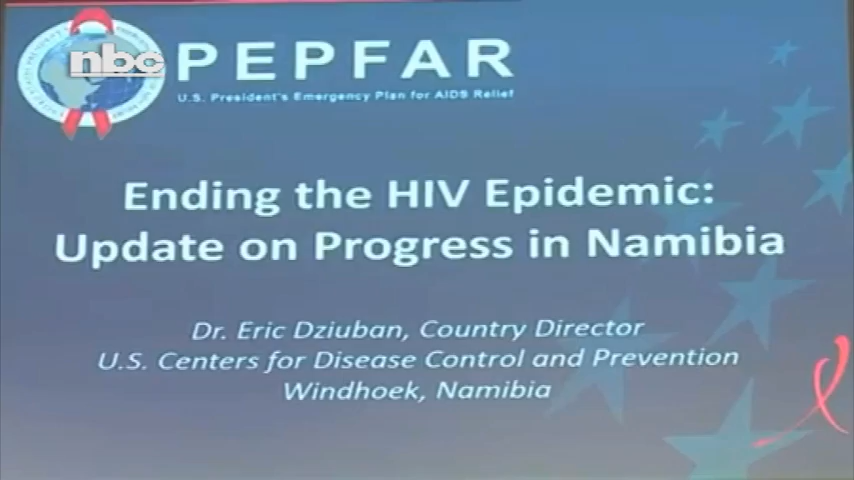 nbc
PEPFAR
U.S. President's Emergency Plan for AIDS Relief
Ending the HIV Epidemic:
Update on Progress in Namibia
Dr. Eric Dziuban, Country Director
U.S. Centers for Disease Control and Prevention
Windhoek, Namibia